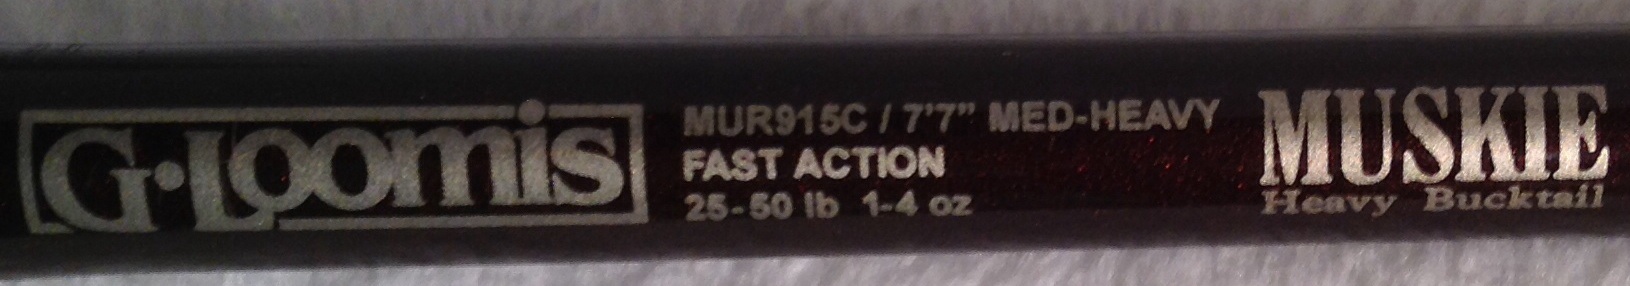 G·Loomis
MUR915C / 7'7" MED-HEAVY
FAST ACTION
25-50 lb 1-4 oz
MUSKIE
Heavy Bucktail